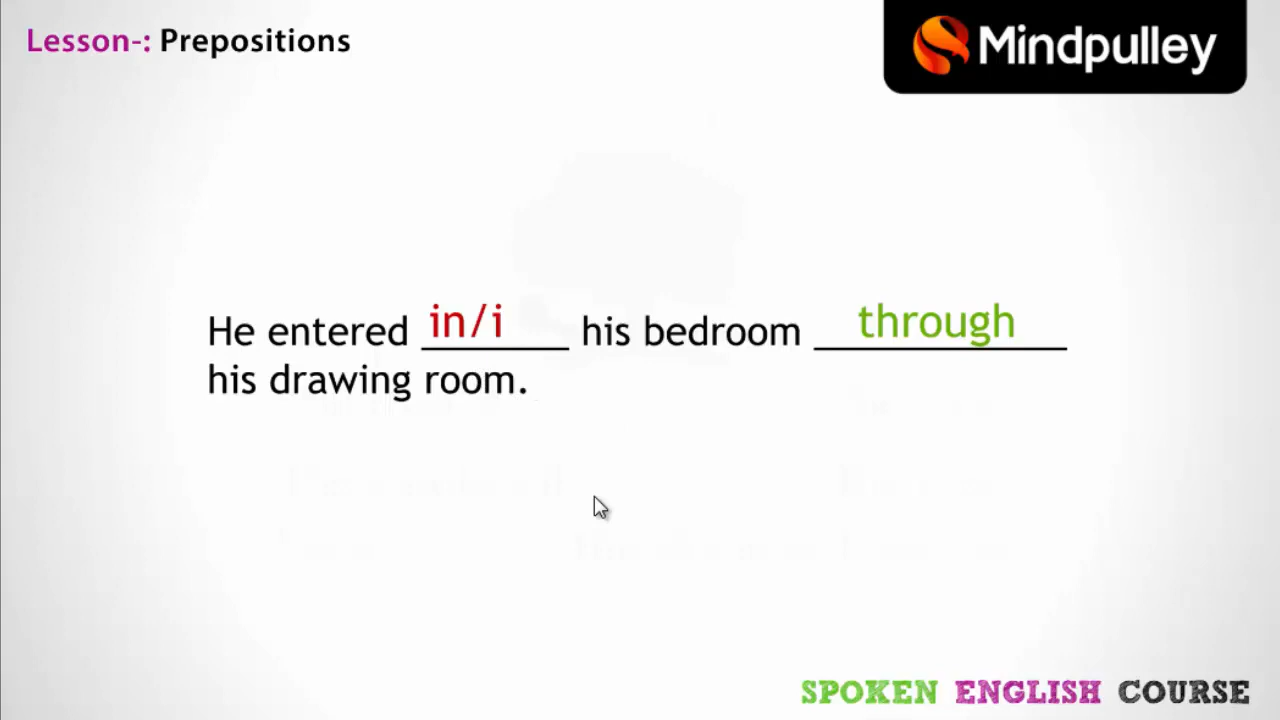 Lesson-: Prepositions
Mindpulley
He entered in/i his bedroom through
his drawing room.
SPOKEN ENGLISH COURSE